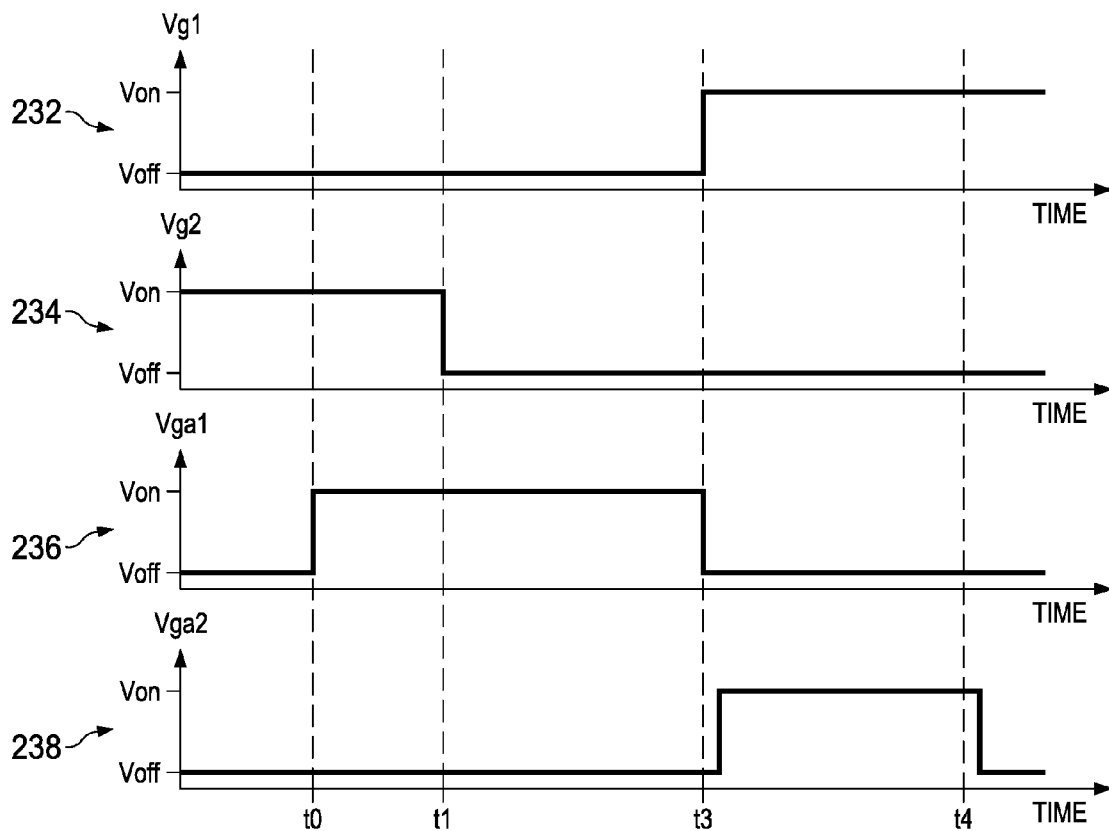 Vg1
Von
232
Voff
TIME
Vg2
Von
234
Voff
TIME
Vga1
Von
236
Voff
TIME
Vga2
Von
238
Voff
t0 t1 t3 t4 TIME